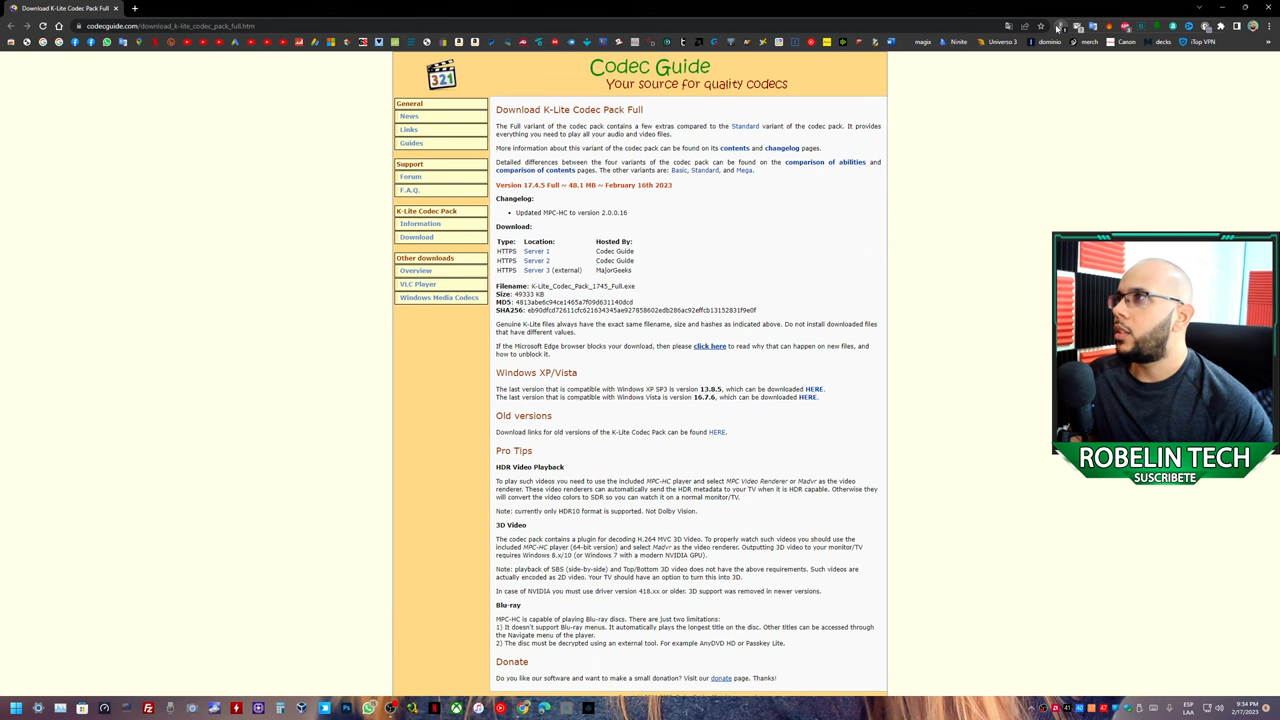 Download K-Lite Codec Pack Full
codecguide.com/download_k-lite_codec_pack_full.htm
magix
Ninite
Universo 3
dominio
merch
Canon
decks
iTop VPN
321
Codec Guide
Your source for quality codecs
General
News
Links
Guides
Support
Forum
F.A.Q.
K-Lite Codec Pack
Information
Download
Other downloads
Overview
VLC Player
Windows Media Codecs
Download K-Lite Codec Pack Full
The Full variant of the codec pack contains a few extras compared to the Standard variant of the codec pack. It provides
everything you need to play all your audio and video files.
More information about this variant of the codec pack can be found on its contents and changelog pages.
Detailed differences between the four variants of the codec pack can be found on the comparison of abilities and
comparison of contents pages. The other variants are: Basic, Standard, and Mega.
Version 17.4.5 Full ~ 48.1 MB ~ February 16th 2023
Changelog:
• Updated MPC-HC to version 2.0.0.16
Download:
Type: Location: Hosted By:
HTTPS Server 1 Codec Guide
HTTPS Server 2 Codec Guide
HTTPS Server 3 (external) MajorGeeks
Filename: K-Lite_Codec_Pack_1745_Full.exe
Size: 49333 KB
MD5: 4813abe6c94ce1465a7f09d631140dcd
SHA256: eb90dfcd72611cfc621634345ae927858602edb286ac92effcb13152831f9e0f
Genuine K-Lite files always have the exact same filename, size and hashes as indicated above. Do not install downloaded files
that have different values.
If the Microsoft Edge browser blocks your download, then please click here to read why that can happen on new files, and
how to unblock it.
Windows XP/Vista
The last version that is compatible with Windows XP SP3 is version 13.8.5, which can be downloaded HERE.
The last version that is compatible with Windows Vista is version 16.7.6, which can be downloaded HERE.
Old versions
Download links for old versions of the K-Lite Codec Pack can be found HERE.
Pro Tips
HDR Video Playback
To play such videos you need to use the included MPC-HC player and select MPC Video Renderer or Madvr as the video
renderer. These video renderers can automatically send the HDR metadata to your TV when it is HDR capable. Otherwise they
will convert the video colors to SDR so you can watch it on a normal monitor/TV.
Note: currently only HDR10 format is supported. Not Dolby Vision.
3D Video
The codec pack contains a plugin for decoding H.264 MVC 3D Video. To properly watch such videos you should use the
included MPC-HC player (64-bit version) and select Madvr as the video renderer. Outputting 3D video to your monitor/TV
requires Windows 8.x/10 (or Windows 7 with a modern NVIDIA GPU).
Note: playback of SBS (side-by-side) and Top/Bottom 3D video does not have the above requirements. Such videos are
actually encoded as 2D video. Your TV should have an option to turn this into 3D.
In case of NVIDIA you must use driver version 418.xx or older. 3D support was removed in newer versions.
Blu-ray
MPC-HC is capable of playing Blu-ray discs. There are just two limitations:
1) It doesn't support Blu-ray menus. It automatically plays the longest title on the disc. Other titles can be accessed through
the Navigate menu of the player.
2) The disc must be decrypted using an external tool. For example AnyDVD HD or Passkey Lite.
Donate
Do you like our software and want to make a small donation? Visit our donate page. Thanks!
ROBELIN TECH
SUSCRIBETE
ESP
LAA
9:34 PM
2/17/2023